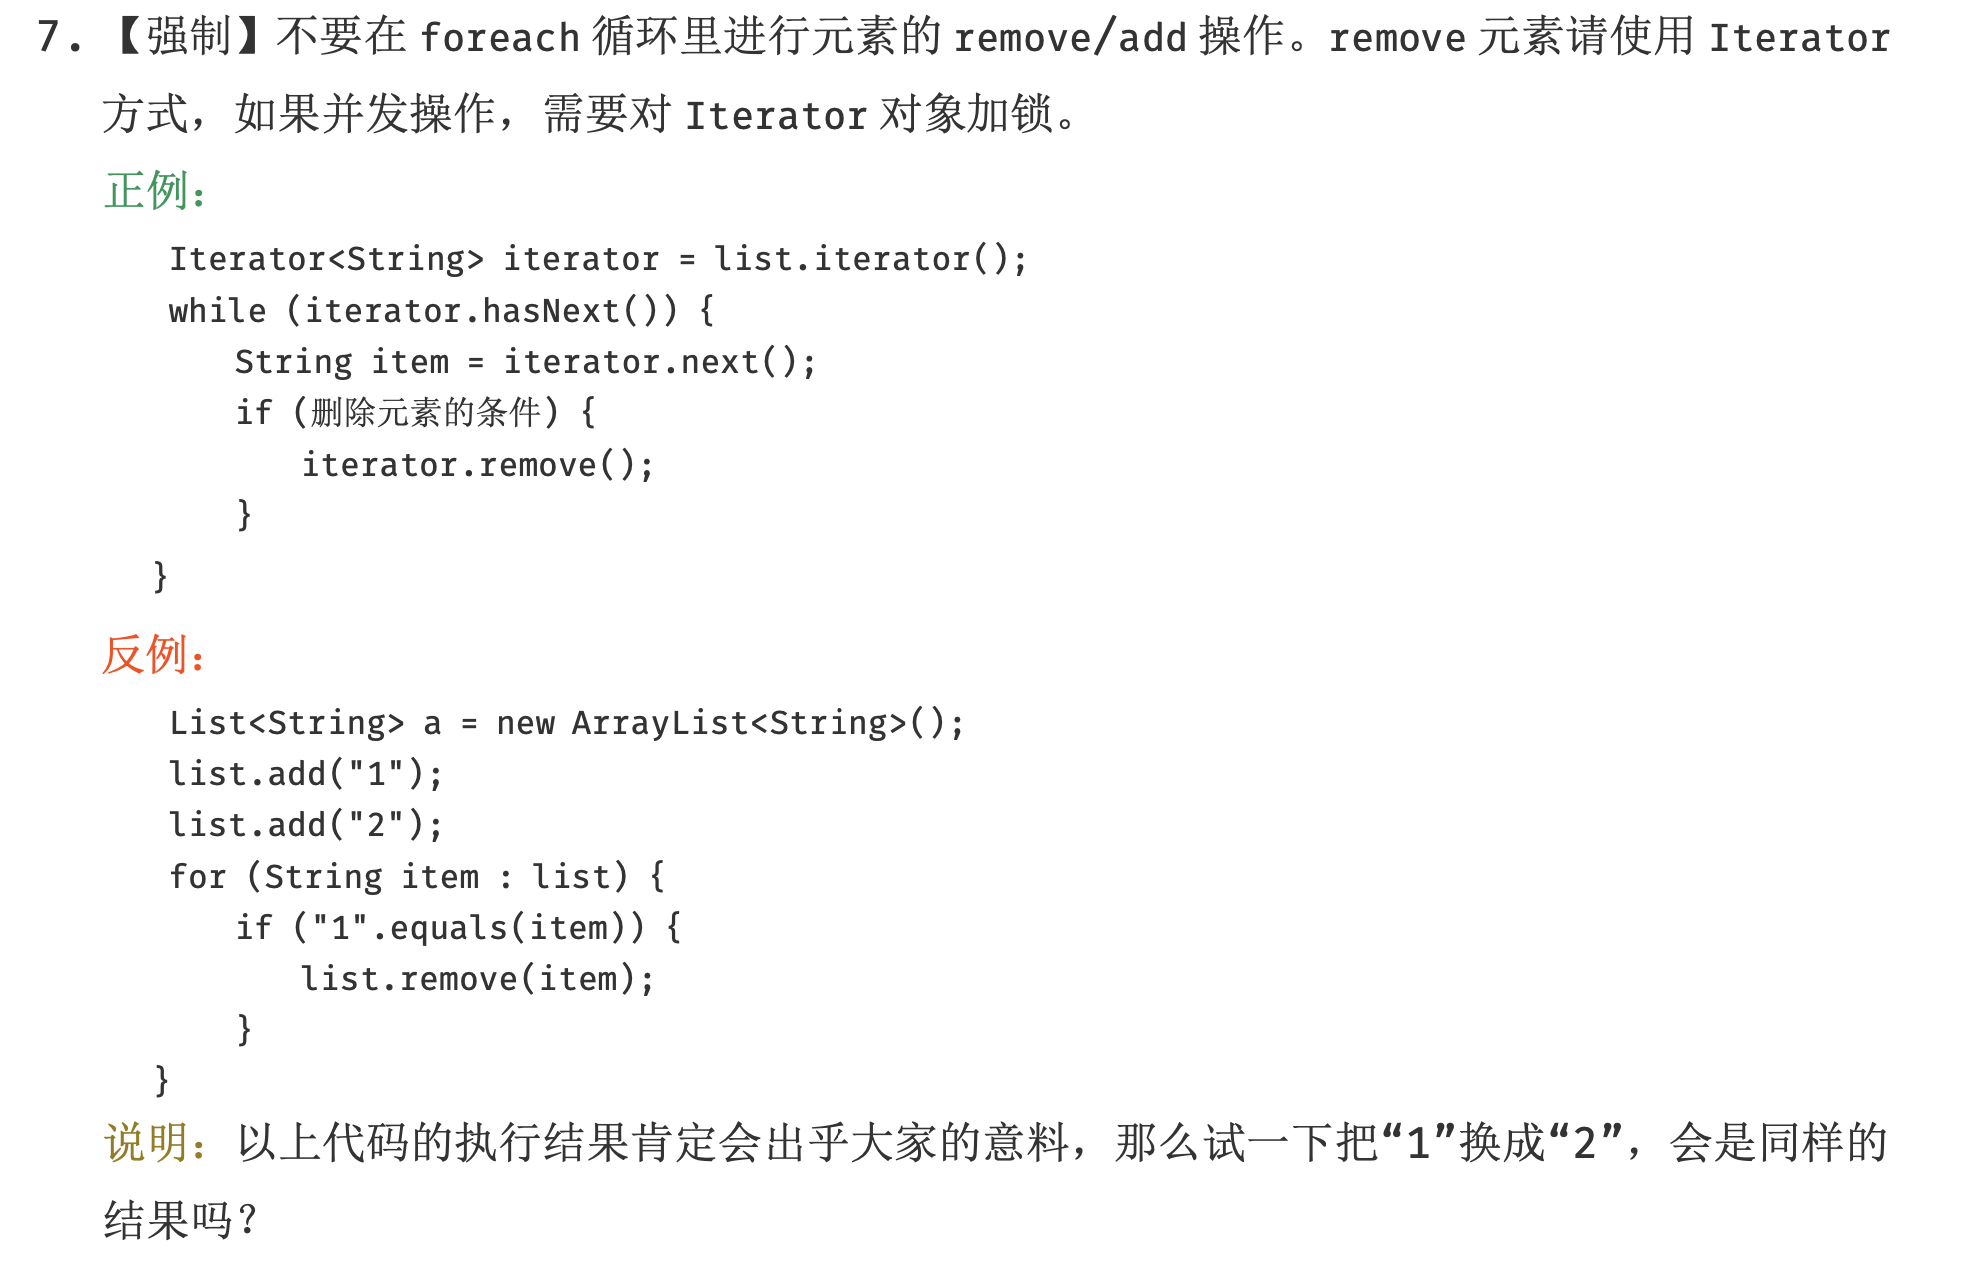 7. 【强制】不要在 foreach 循环里进行元素的 remove/add 操作。remove 元素请使用 Iterator
方式，如果并发操作，需要对 Iterator 对象加锁。
正例：
Iterator<String> iterator = list.iterator();
while (iterator.hasNext()) {
String item = iterator.next();
if (删除元素的条件) {
iterator.remove();
}
}
反例：
List<String> a = new ArrayList<String>();
list.add("1");
list.add("2");
for (String item : list) {
if ("1".equals(item)) {
list.remove(item);
}
}
说明：以上代码的执行结果肯定会出乎大家的意料，那么试一下把“1”换成“2”，会是同样的
结果吗？